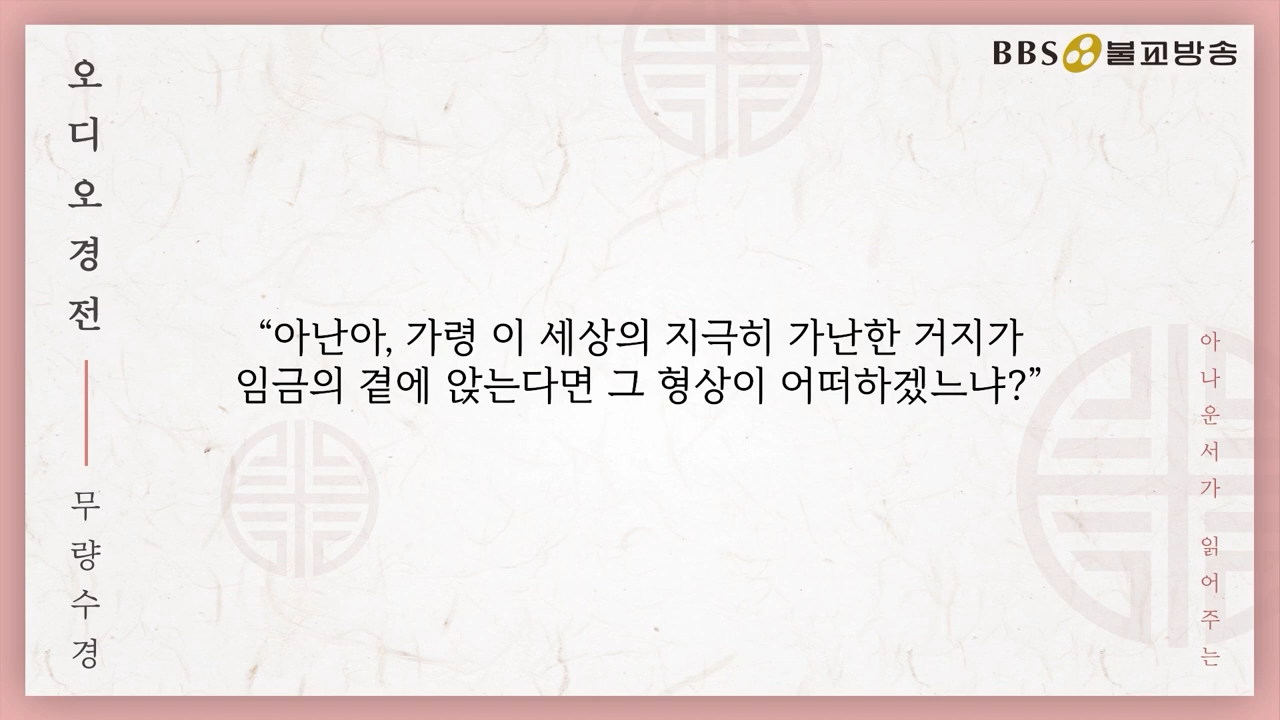 오디오경전
무량수경
BBS 불교방송
“아난아, 가령 이 세상의 지극히 가난한 거지가
임금의 곁에 앉는다면 그 형상이 어떠하겠느냐?”
아나운서가 읽어주는